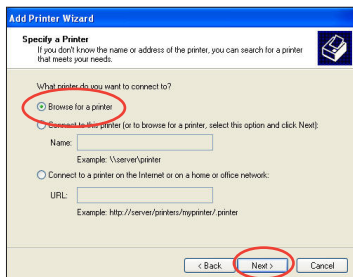 Add Printer Wizard
Specify a Printer
If you don't know the name or address of the printer, you can search for a printer
that meets your needs.
What printer do you want to connect to?
Browse for a printer
Connect to this printer (or to browse for a printer, select this option and click Next):
Name:
Example: \\server\printer
Connect to a printer on the Internet or on a home or office network:
URL:
Example: http://server/printers/myprinter/.printer
< Back Next > Cancel